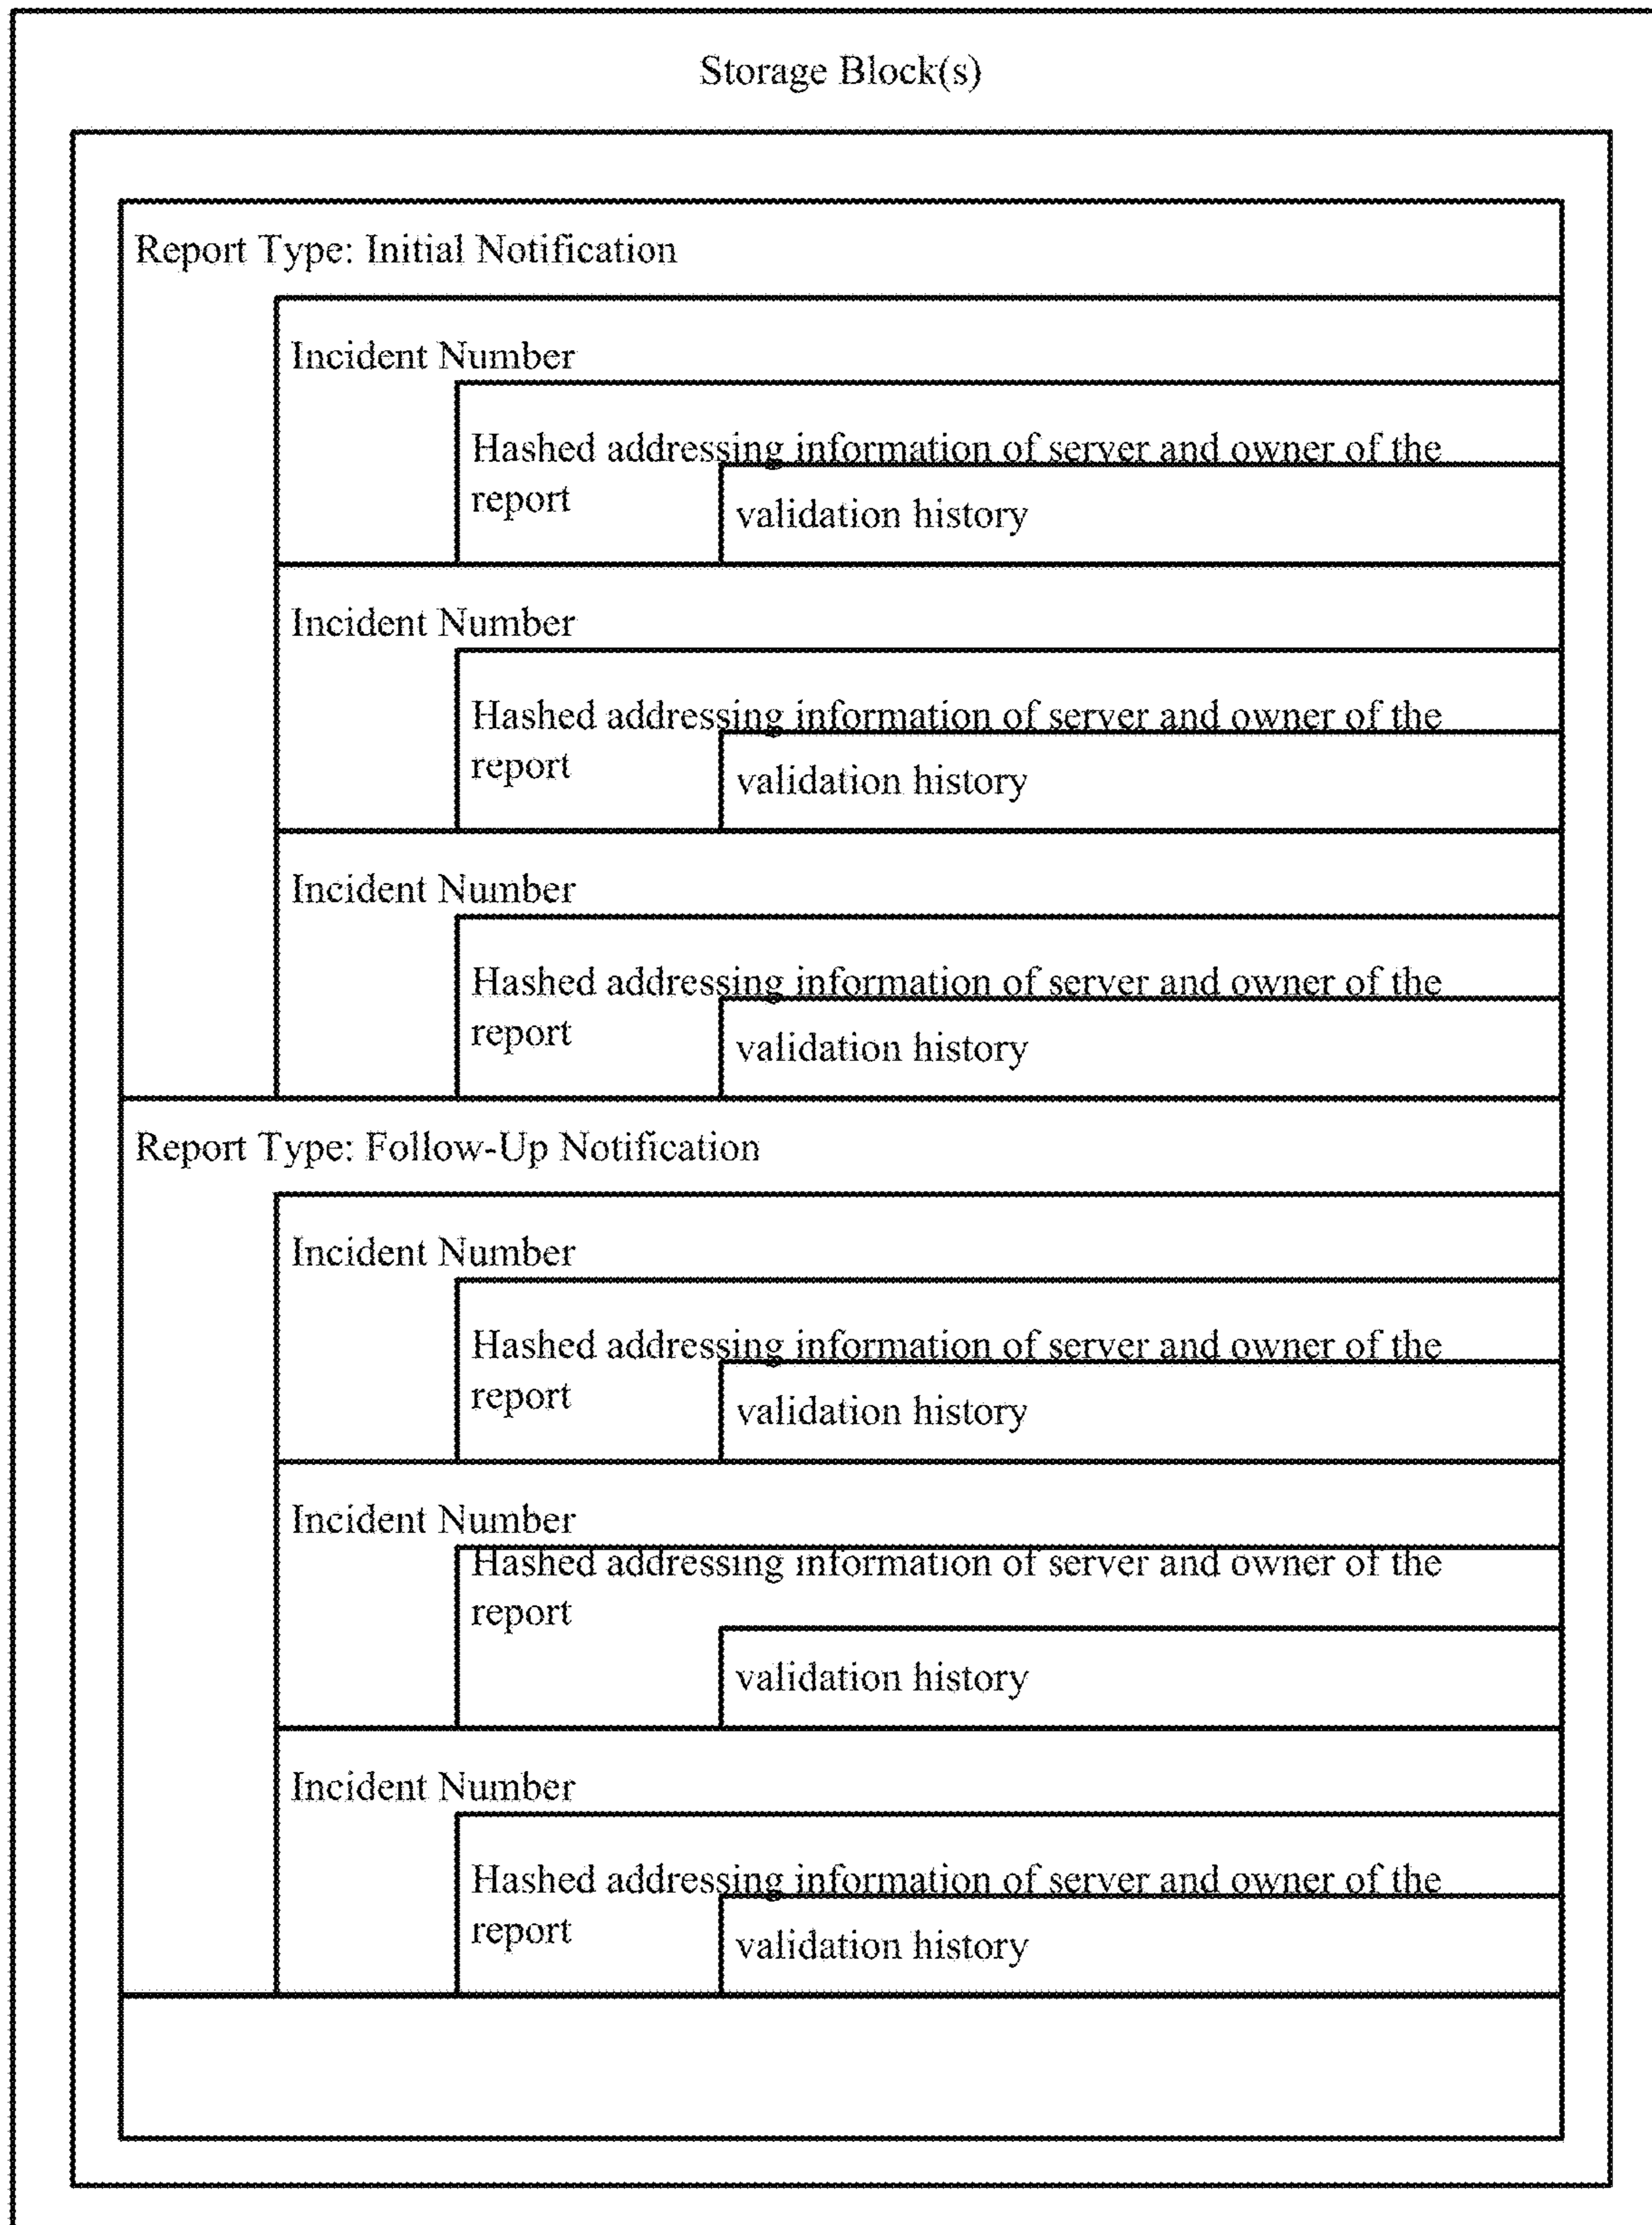 Storage Block(s)
Report Type: Initial Notification
Incident Number
Hashed addressing information of server and owner of the
report
validation history
Incident Number
Hashed addressing information of server and owner of the
report
validation history
Incident Number
Hashed addressing information of server and owner of the
report
validation history
Report Type: Follow-Up Notification
Incident Number
Hashed addressing information of server and owner of the
report
validation history
Incident Number
Hashed addressing information of server and owner of the
report
validation history
Incident Number
Hashed addressing information of server and owner of the
report
validation history